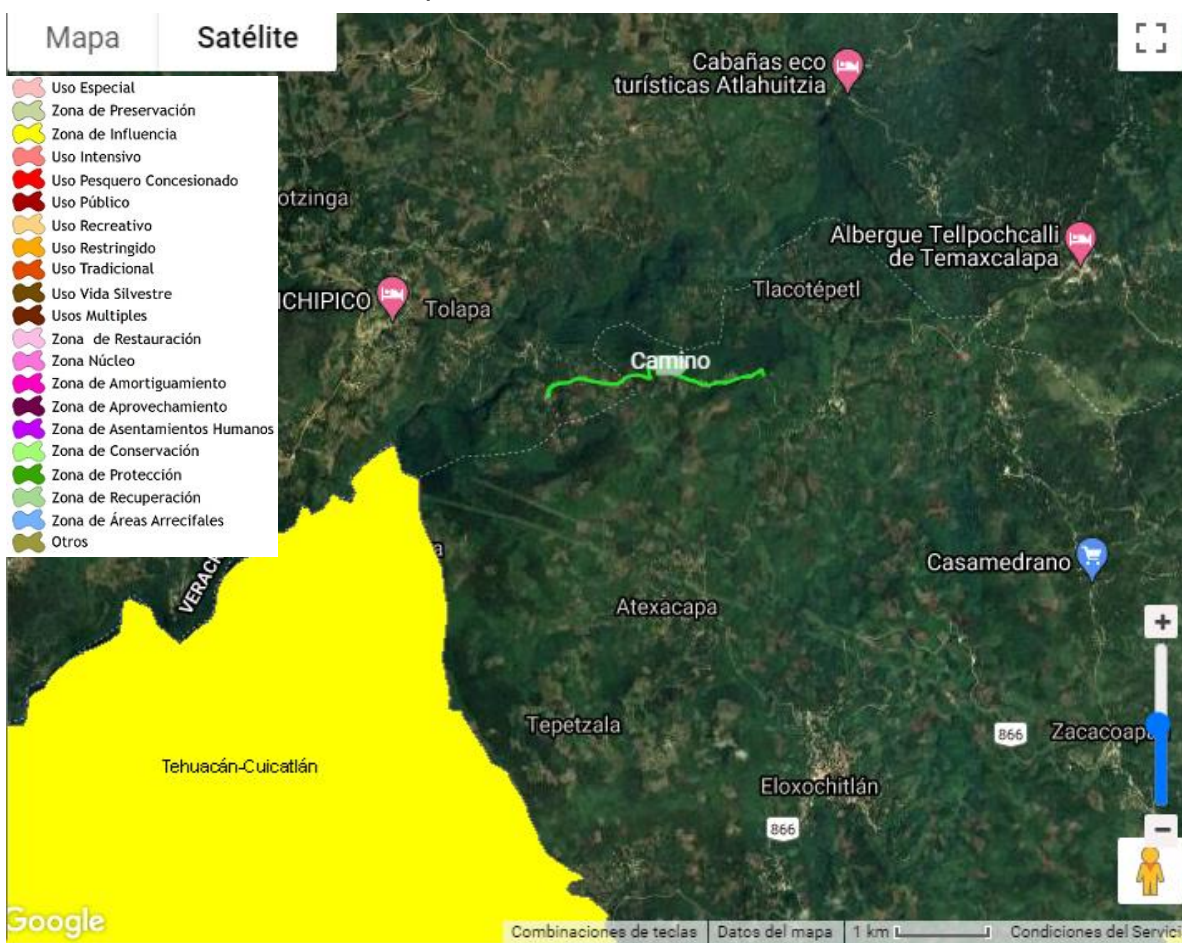 Mapa
Satélite
Uso Especial
Zona de Preservación
Zona de Influencia
Uso Intensivo
Uso Pesquero Concesionado
Uso Público
Uso Recreativo
Uso Restringido
Uso Tradicional
Uso Vida Silvestre
Usos Multiples
Zona de Restauración
Zona Núcleo
Zona de Amortiguamiento
Zona de Aprovechamiento
Zona de Asentamientos Humanos
Zona de Conservación
Zona de Protección
Zona de Recuperación
Zona de Áreas Arrecifales
Otros
Cabañas eco
turísticas Atlahuitzia
otzinga
Albergue Tellpochcalli
de Temaxcalapa
Tlacotépetl
ICHIPICO
Tolapa
Camino
VERAC
a
Casamedrano
Atexacapa
Tepetzala
866
Zacacoapa
Tehuacán-Cuicatlán
Eloxochitlán
866
Google
Combinaciones de teclas
Datos del mapa
1 km
Condiciones del Servici